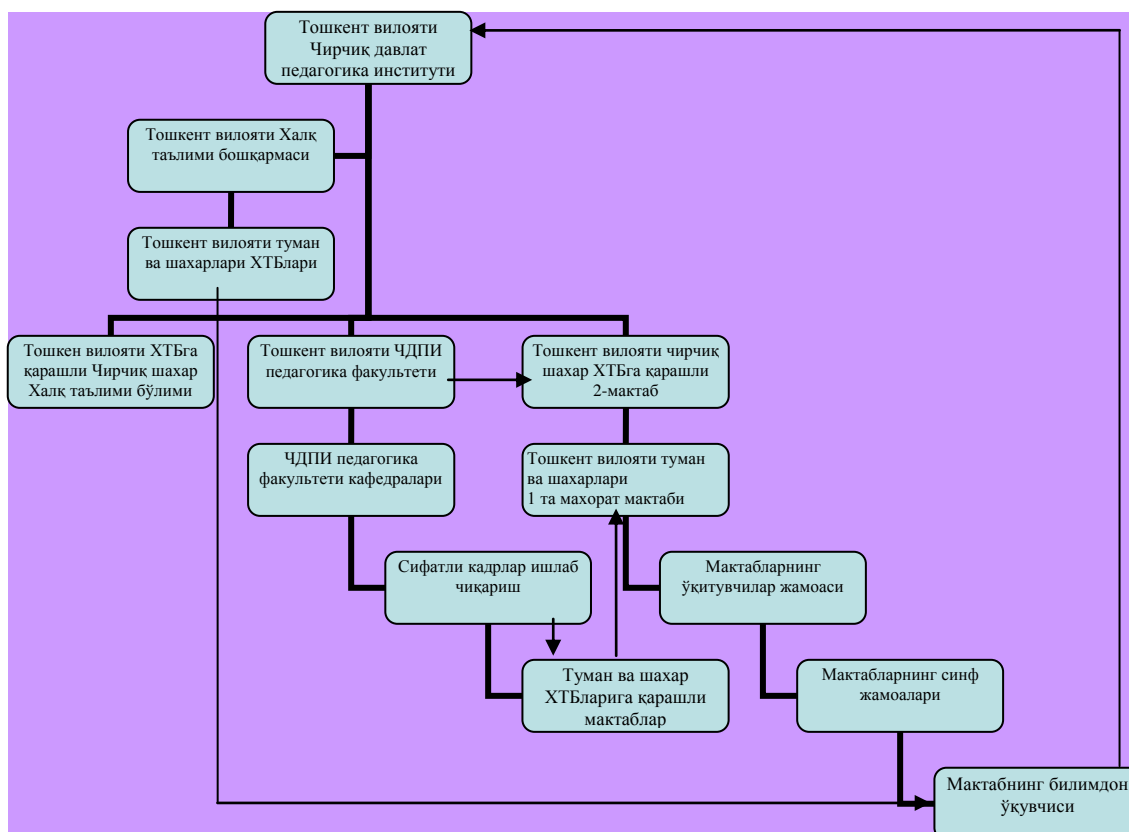 Тошкент вилояти
Чирчиқ давлат
педагогика институти
Тошкент вилояти Халқ
таълими бошқармаси
Тошкент вилояти туман
ва шахарлари ХТБлари
Тошкен вилояти ХТБга
қарашли Чирчиқ шахар
Халқ таълими бўлими
Тошкент вилояти ЧДПИ
педагогика факультети
Тошкент вилояти чирчиқ
шахар ХТБга қарашли
2-мактаб
ЧДПИ педагогика
факультети кафедралари
Тошкент вилояти туман
ва шахарлари
1 та махорат мактаби
Сифатли кадрлар ишлаб
чиқариш
Мактабларнинг
ўқитувчилар жамоаси
Туман ва шахар
ХТБларига қарашли
мактаблар
Мактабларнинг синф
жамоалари
Мактабнинг билимдон
ўқувчиси